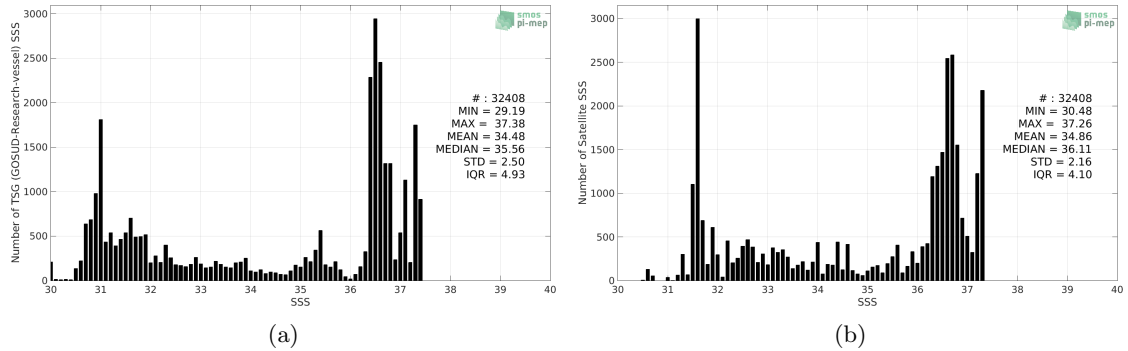 3000
2500
2000
1500
1000
500
0
Number of TSG (GOSUD-Research-vessel) SSS
smos
pi-mep
# : 32408
MIN = 29.19
MAX = 37.38
MEAN = 34.48
MEDIAN = 35.56
STD = 2.50
IQR = 4.93
30 31 32 33 34 35 36 37 38 39 40
SSS
(a)
3000
2500
2000
1500
1000
500
0
Number of Satellite SSS
smos
pi-mep
# : 32408
MIN = 30.48
MAX = 37.26
MEAN = 34.86
MEDIAN = 36.11
STD = 2.16
IQR = 4.10
30 31 32 33 34 35 36 37 38 39 40
SSS
(b)